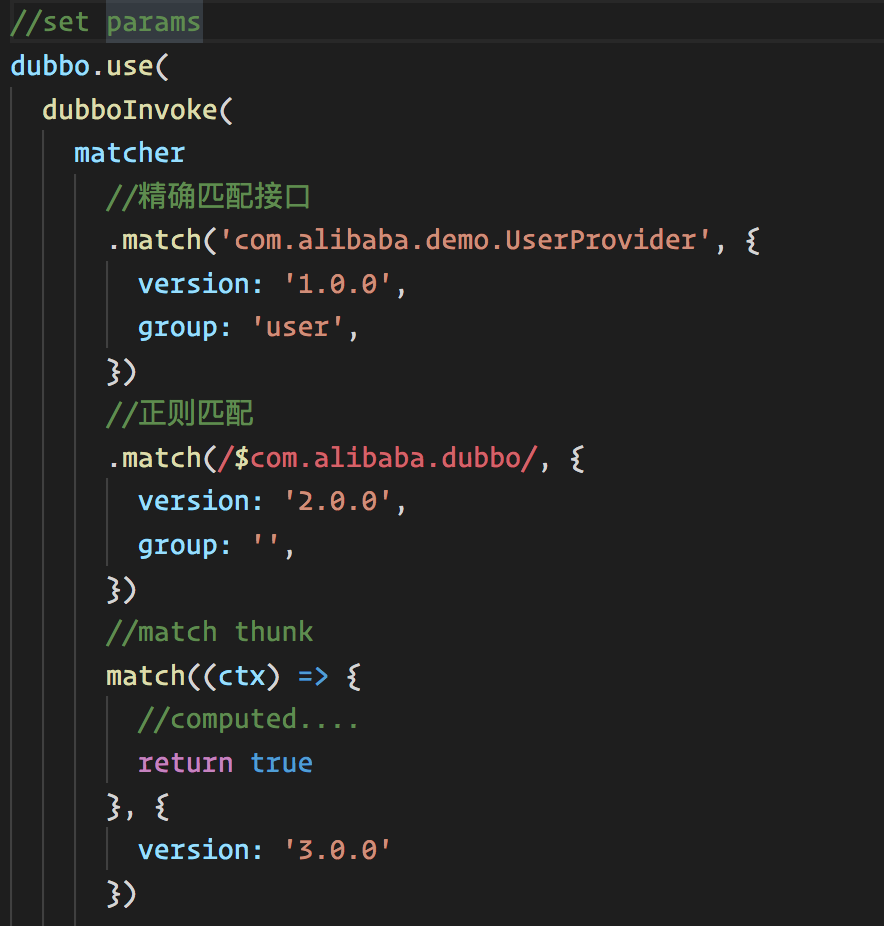 //set params
dubbo.use(
dubboInvoke(
matcher
//精确匹配接口
.match('com.alibaba.demo.UserProvider', {
version: '1.0.0',
group: 'user',
})
//正则匹配
.match(/$com.alibaba.dubbo/, {
version: '2.0.0',
group: '',
})
//match thunk
match((ctx) => {
//computed....
return true
}, {
version: '3.0.0'
})